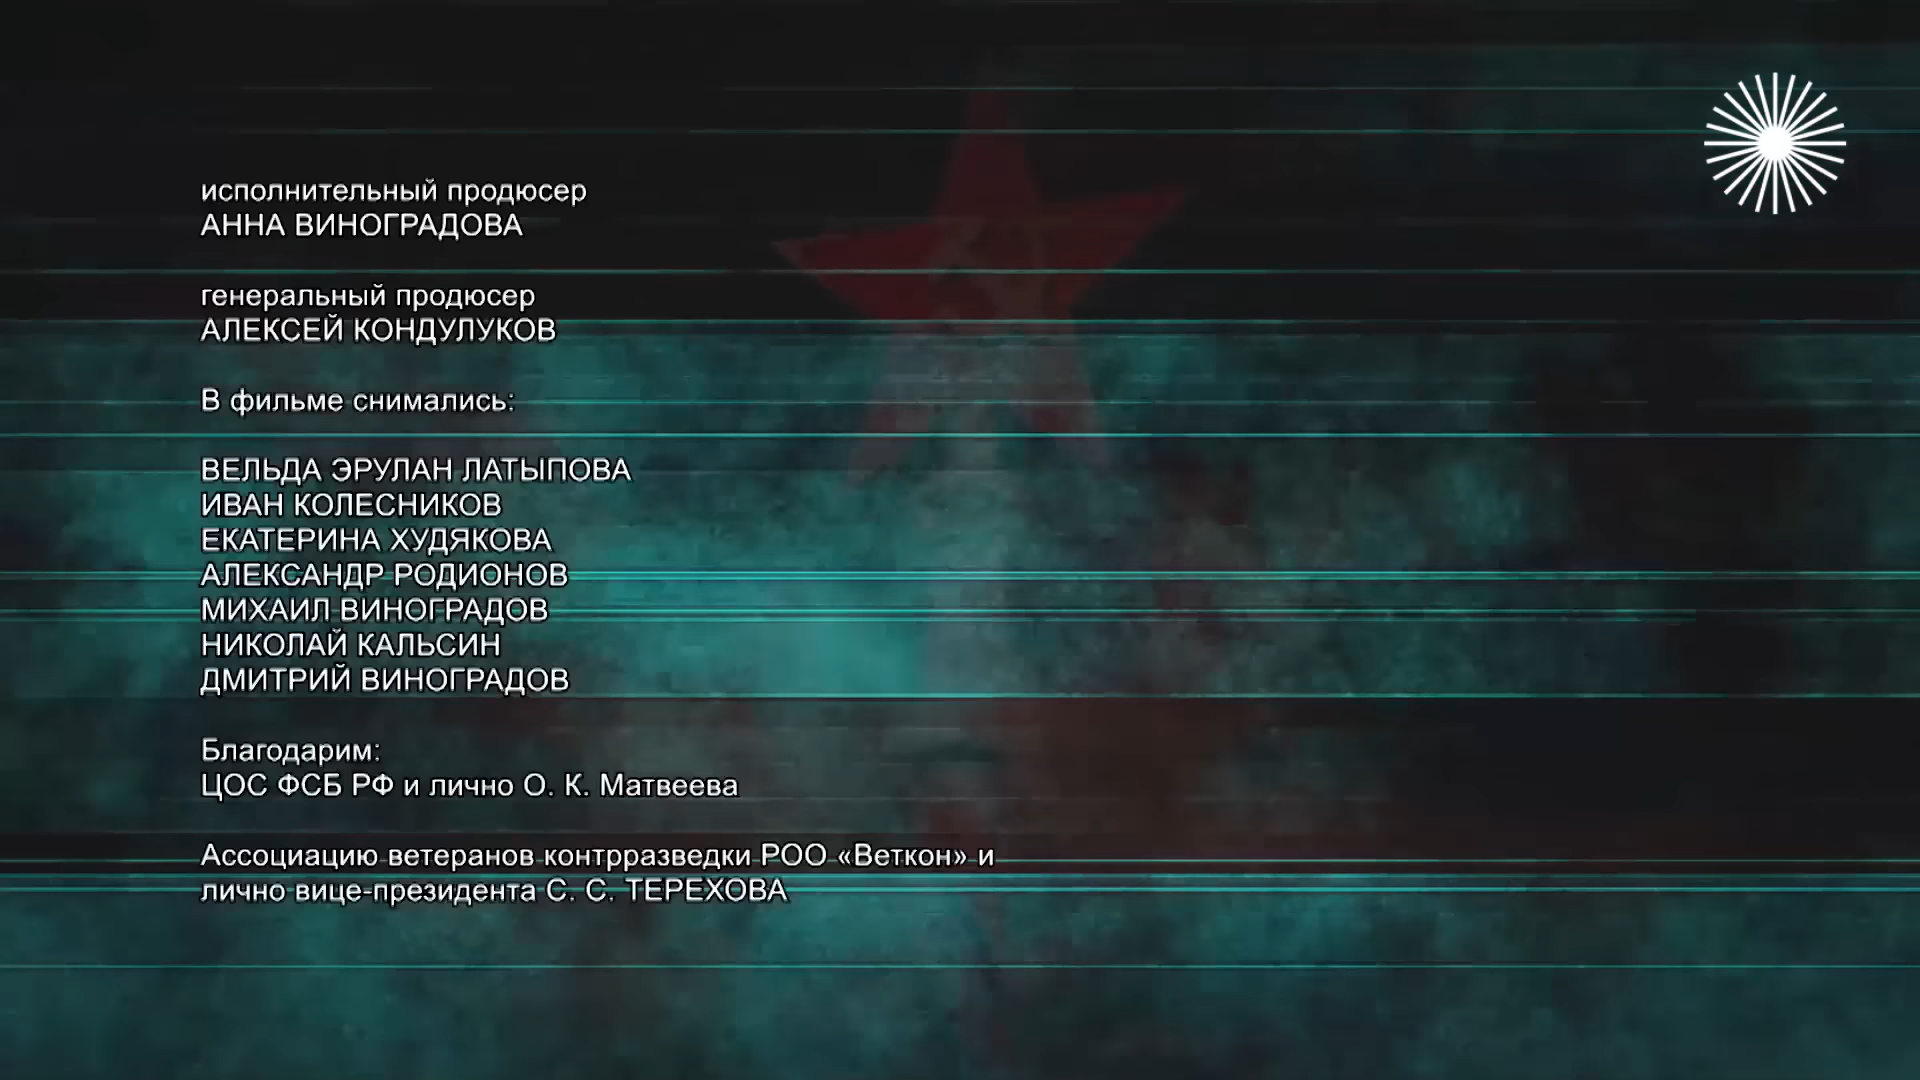 исполнительный продюсер
АННА ВИНОГРАДОВА
генеральный продюсер
АЛЕКСЕЙ КОНДУЛУКОВ
В фильме снимались:
ВЕЛЬДА ЭРУЛАН ЛАТЫПОВА
ИВАН КОЛЕСНИКОВ
ЕКАТЕРИНА ХУДЯКОВА
АЛЕКСАНДР РОДИОНОВ
МИХАИЛ ВИНОГРАДОВ
НИКОЛАЙ КАЛЬСИН
ДМИТРИЙ ВИНОГРАДОВ
Благодарим:
ЦОС ФСБ РФ и лично О. К. Матвеева
Ассоциацию ветеранов контрразведки РОО «Веткон» и
лично вице-президента С. С. ТЕРЕХОВА